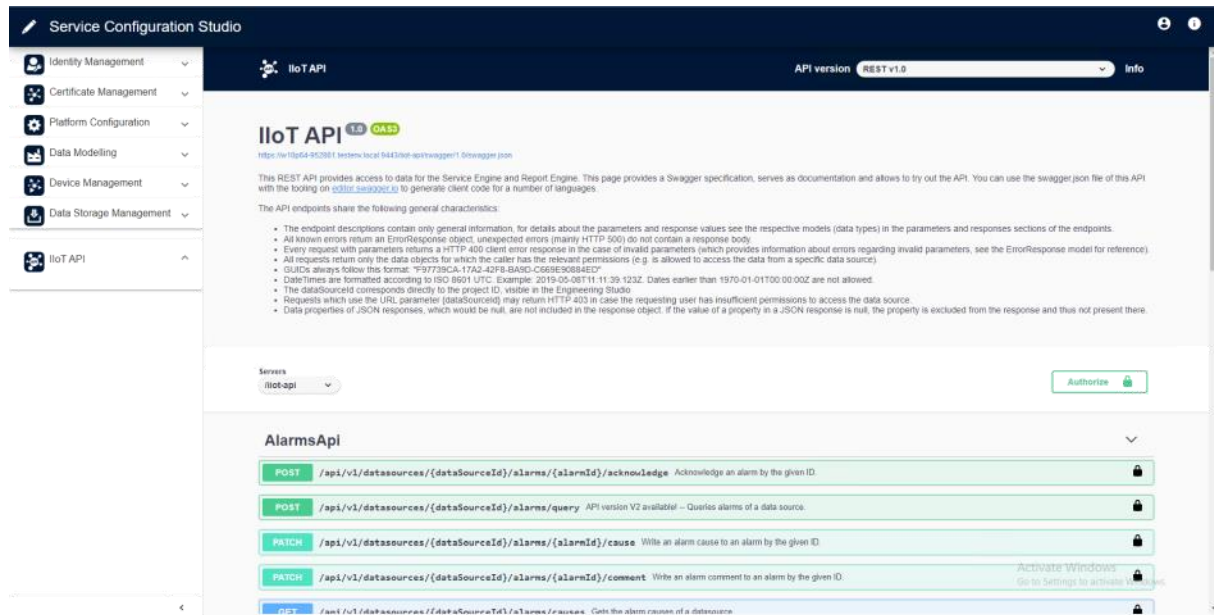 Service Configuration Studio
Identity Management
Certificate Management
Platform Configuration
Data Modelling
Device Management
Data Storage Management
IIoT API
IIoT API
API version REST v1.0 Info
IIoT API 1.0 OAS3
This REST API provides access to data for the Service Engine and Report Engine. This page provides a Swagger specification, serves as documentation and allows to try out the API. You can use the swagger.json file of this API
with the tooling on editor.swagger.io to generate client code for a number of languages.
The API endpoints share the following general characteristics:
The endpoint descriptions contain only general information, for details about the parameters and response values see the respective models (data types) in the parameters and responses sections of the endpoints.
All known errors return an ErrorResponse object, unexpected errors (mainly HTTP 500) do not contain a response body.
Every request with parameters returns a HTTP 400 client error response in the case of invalid parameters (which provides information about errors regarding invalid parameters, see the ErrorResponse model for reference).
All requests return only the data objects for which the caller has the relevant permissions (e.g. is allowed to access the data from a specific data source).
GUIDs always follow this format: "F97739CA-17A2-42F8-BA9D-C669E90884ED"
DateTimes are formatted according to ISO 8601 UTC. Example: 2019-05-08T11:11:39.123Z. Dates earlier than 1970-01-01T00:00:00Z are not allowed.
The dataSourceId corresponds directly to the project ID, visible in the Engineering Studio
Requests which use the URL parameter {dataSourceId} may return HTTP 403 in case the requesting user has insufficient permissions to access the data source.
Data properties of JSON responses, which would be null, are not included in the response object. If the value of a property in a JSON response is null, the property is excluded from the response and thus not present there.
Servers
/iiot-api
Authorize
AlarmsApi
POST /api/v1/datasources/{dataSourceId}/alarms/{alarmId}/acknowledge Acknowledge an alarm by the given ID.
POST /api/v1/datasources/{dataSourceId}/alarms/query API version V2 available! -- Queries alarms of a data source.
PATCH /api/v1/datasources/{dataSourceId}/alarms/{alarmId}/cause Write an alarm cause to an alarm by the given ID.
PATCH /api/v1/datasources/{dataSourceId}/alarms/{alarmId}/comment Write an alarm comment to an alarm by the given ID.
GET /api/v1/datasources/{dataSourceId}/alarms/causes Gets the alarm causes of a datasource.
Activate Windows
Go to Settings to activate Windows.